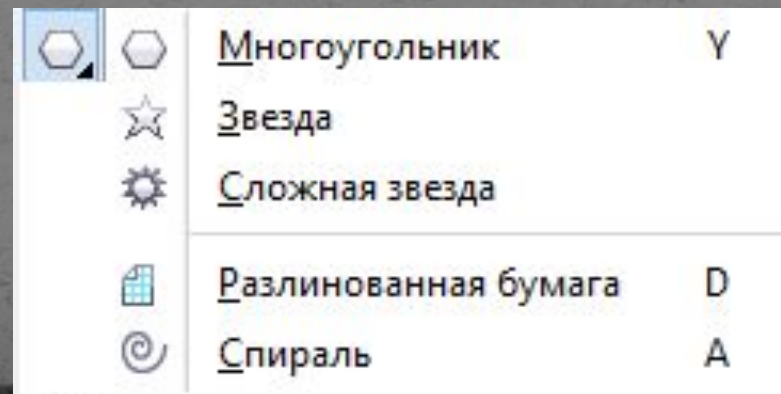 Многоугольник Y
Звезда
Сложная звезда
Разлинованная бумага D
Спираль A